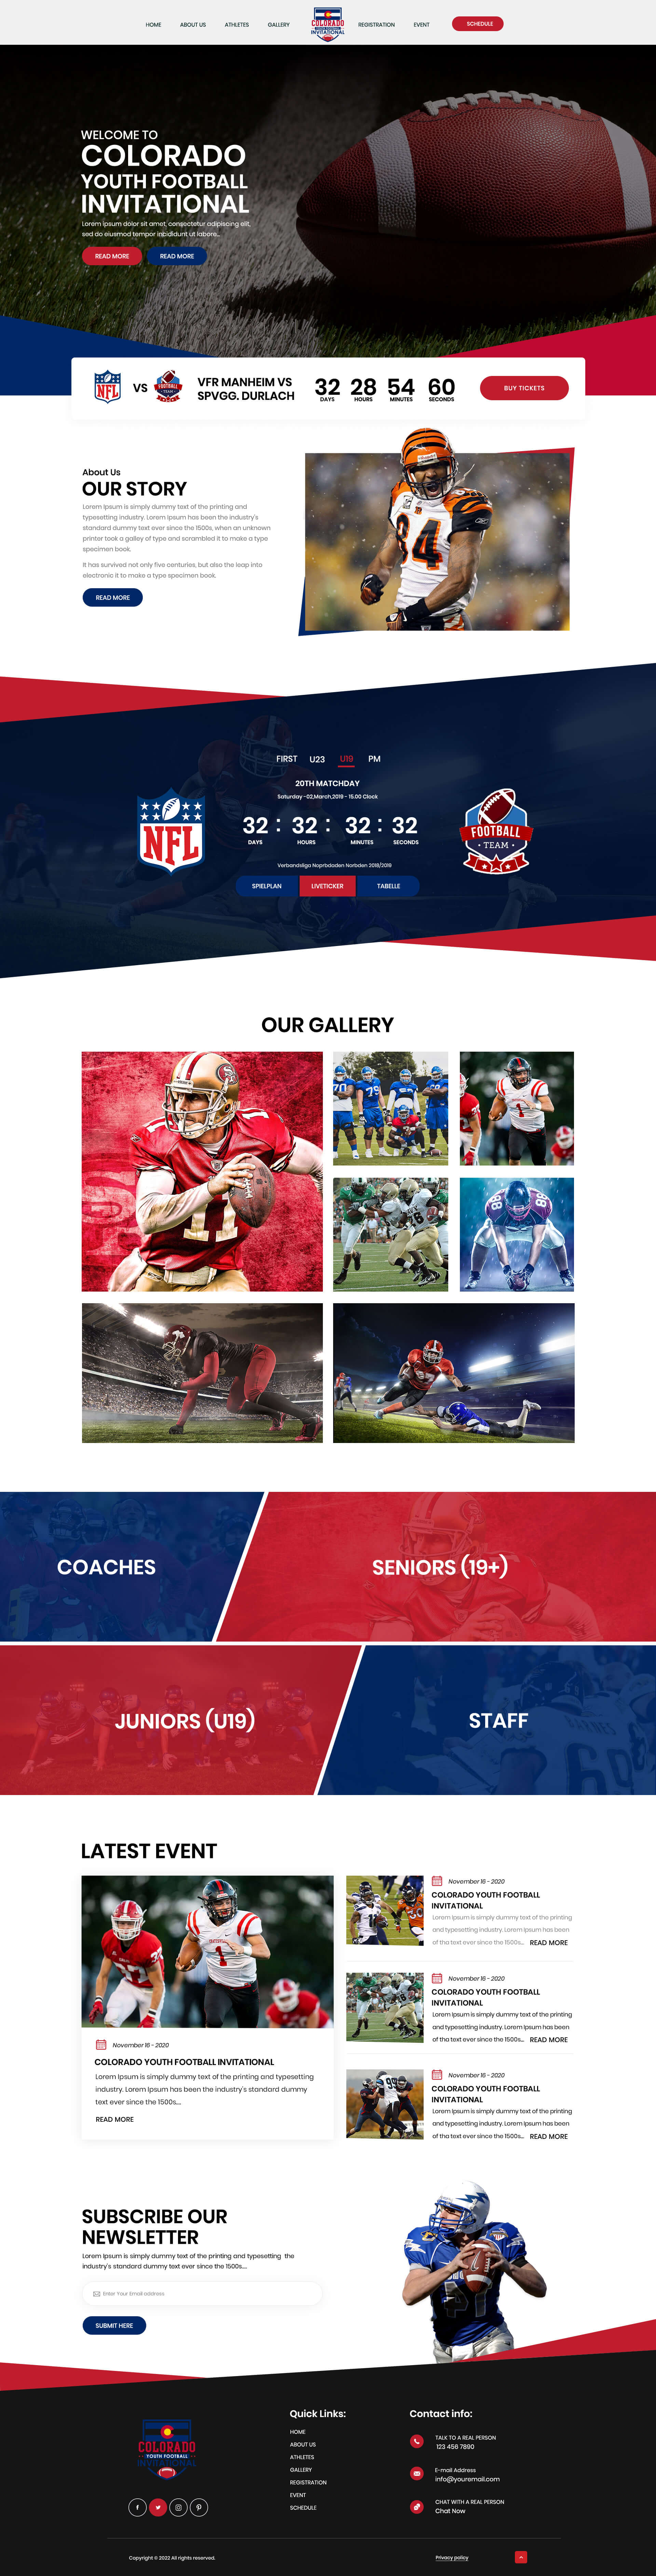 HOME
ABOUT US
ATHLETES
GALLERY
COLORADO
YOUTH FOOTBALL
INVITATIONAL
REGISTRATION
EVENT
SCHEDULE
WELCOME TO
COLORADO
YOUTH FOOTBALL
INVITATIONAL
Lorem ipsum dolor sit amet, consectetur adipiscing elit,
sed do eiusmod tempor incididunt ut labore...
READ MORE
READ MORE
NFL
VS
FOOTBALL
TEAM
VFR MANHEIM VS
SPVGG. DURLACH
32 28 54 60
DAYS HOURS MINUTES SECONDS
BUY TICKETS
About Us
OUR STORY
Lorem Ipsum is simply dummy text of the printing and
typesetting industry. Lorem Ipsum has been the industry's
standard dummy text ever since the 1500s, when an unknown
printer took a galley of type and scrambled it to make a type
specimen book.
It has survived not only five centuries, but also the leap into
electronic it to make a type specimen book.
READ MORE
84
FIRST U23 U19 PM
20TH MATCHDAY
Saturday -02,March,2019 - 15.00 Clock
32 : 32 : 32 : 32
DAYS HOURS MINUTES SECONDS
NFL
FOOTBALL
TEAM
Verbandsliga Noprbdaden Norbden 2018/2019
SPIELPLAN
LIVETICKER
TABELLE
OUR GALLERY
11
70
79
1
88
COACHES
SENIORS (19+)
JUNIORS (U19)
STAFF
LATEST EVENT
37
1
November 16 - 2020
COLORADO YOUTH FOOTBALL INVITATIONAL
Lorem Ipsum is simply dummy text of the printing and typesetting
industry. Lorem Ipsum has been the industry's standard dummy
text ever since the 1500s....
READ MORE
November 16 - 2020
COLORADO YOUTH FOOTBALL
INVITATIONAL
Lorem Ipsum is simply dummy text of the printing
and typesetting industry. Lorem Ipsum has been
of tha text ever since the 1500s... READ MORE
November 16 - 2020
COLORADO YOUTH FOOTBALL
INVITATIONAL
Lorem Ipsum is simply dummy text of the printing
and typesetting industry. Lorem Ipsum has been
of tha text ever since the 1500s... READ MORE
November 16 - 2020
COLORADO YOUTH FOOTBALL
INVITATIONAL
Lorem Ipsum is simply dummy text of the printing
and typesetting industry. Lorem Ipsum has been
of tha text ever since the 1500s... READ MORE
SUBSCRIBE OUR
NEWSLETTER
Lorem Ipsum is simply dummy text of the printing and typesetting the
industry's standard dummy text ever since the 1500s....
Enter Your Email address
SUBMIT HERE
COLORADO
YOUTH FOOTBALL
INVITATIONAL
Quick Links:
HOME
ABOUT US
ATHLETES
GALLERY
REGISTRATION
EVENT
SCHEDULE
Contact info:
TALK TO A REAL PERSON
123 456 7890
E-mail Address
info@youremail.com
CHAT WITH A REAL PERSON
Chat Now
Copyright © 2022 All rights reserved.
Privacy policy